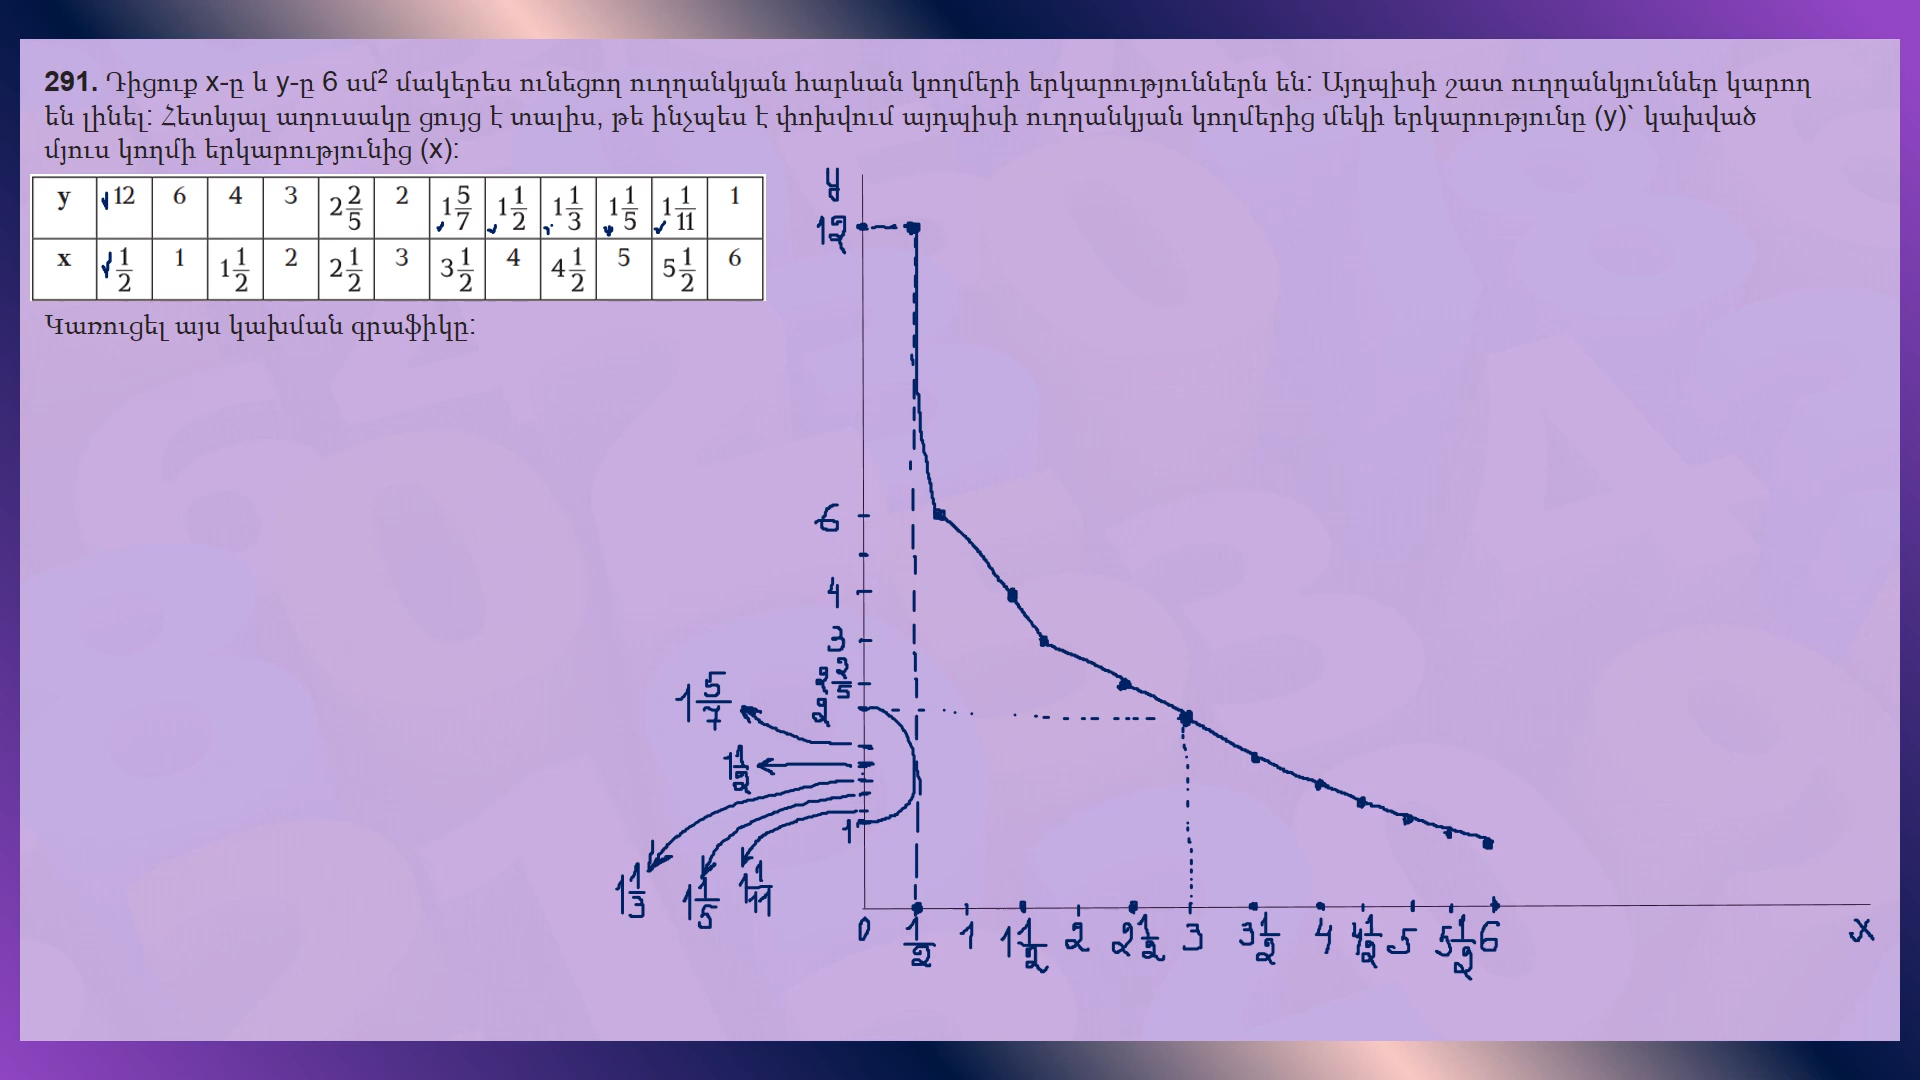 291. Դիցուք x-ը և y-ը 6 սմ² մակերես ունեցող ուղղանկյան հարևան կողմերի երկարություններն են: Այդպիսի շատ ուղղանկյուններ կարող
են լինել: Հետևյալ աղուսակը ցույց է տալիս, թե ինչպես է փոխվում այդպիսի ուղղանկյան կողմերից մեկի երկարությունը (y)` կախված
մյուս կողմի երկարությունից (x):
y 12 6 4 3 2 2/5 2 1 5/7 1 1/2 1 1/3 1 1/5 1 1/11 1
x 1/2 1 1 1/2 2 2 1/2 3 3 1/2 4 4 1/2 5 5 1/2 6
Կառուցել այս կախման գրաֆիկը:
y
12
6
4
3
2 2/5
2
1 5/7
1 1/2
1
1 1/3 1 1/5 1 1/11
0 1/2 1 1 1/2 2 2 1/2 3 3 1/2 4 4 1/2 5 5 1/2 6 x